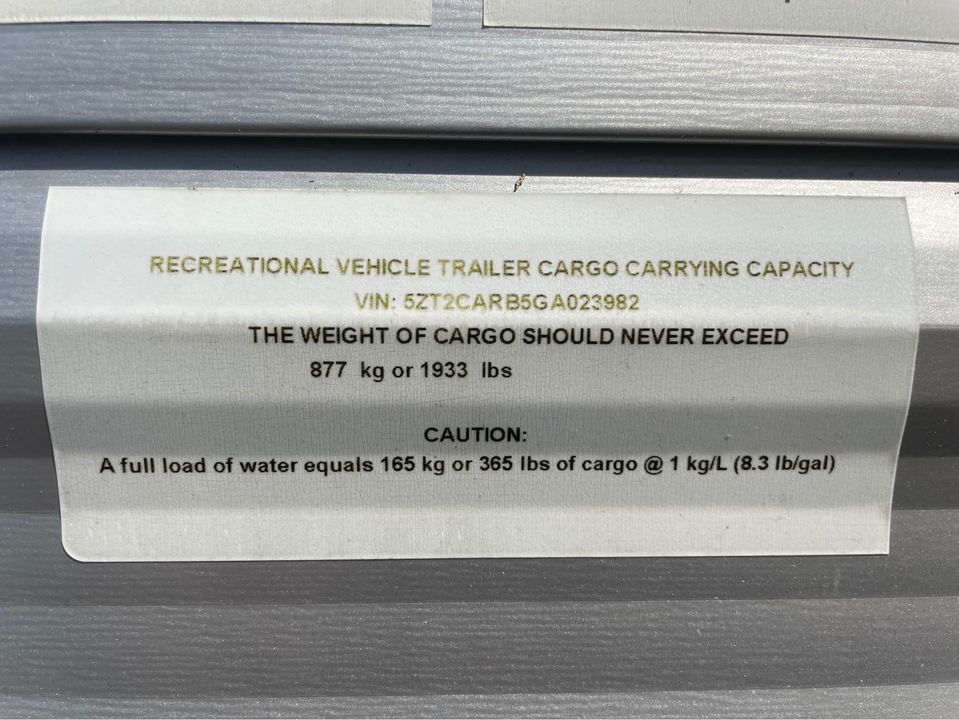 RECREATIONAL VEHICLE TRAILER CARGO CARRYING CAPACITY
VIN: 5ZT2CARB5GA023982
THE WEIGHT OF CARGO SHOULD NEVER EXCEED
877 kg or 1933 lbs
CAUTION:
A full load of water equals 165 kg or 365 lbs of cargo @ 1 kg/L (8.3 lb/gal)